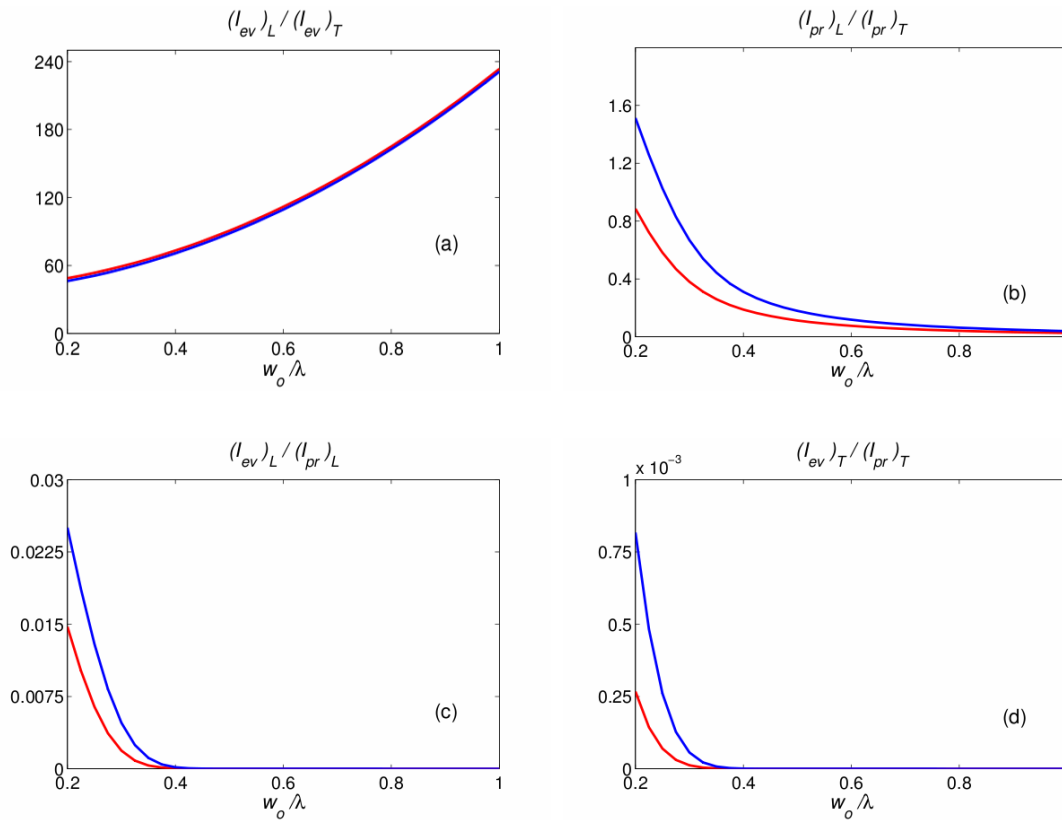 (I_ev)_L / (I_ev)_T
240
180
120
60
0
0.2 0.4 0.6 0.8 1
w_o/λ
(a)
(I_pr)_L / (I_pr)_T
1.6
1.2
0.8
0.4
0
0.2 0.4 0.6 0.8
w_o/λ
(b)
(I_ev)_L / (I_pr)_L
0.03
0.0225
0.015
0.0075
0
0.2 0.4 0.6 0.8 1
w_o/λ
(c)
(I_ev)_T / (I_pr)_T
x 10⁻³
1
0.75
0.5
0.25
0
0.2 0.4 0.6 0.8
w_o/λ
(d)